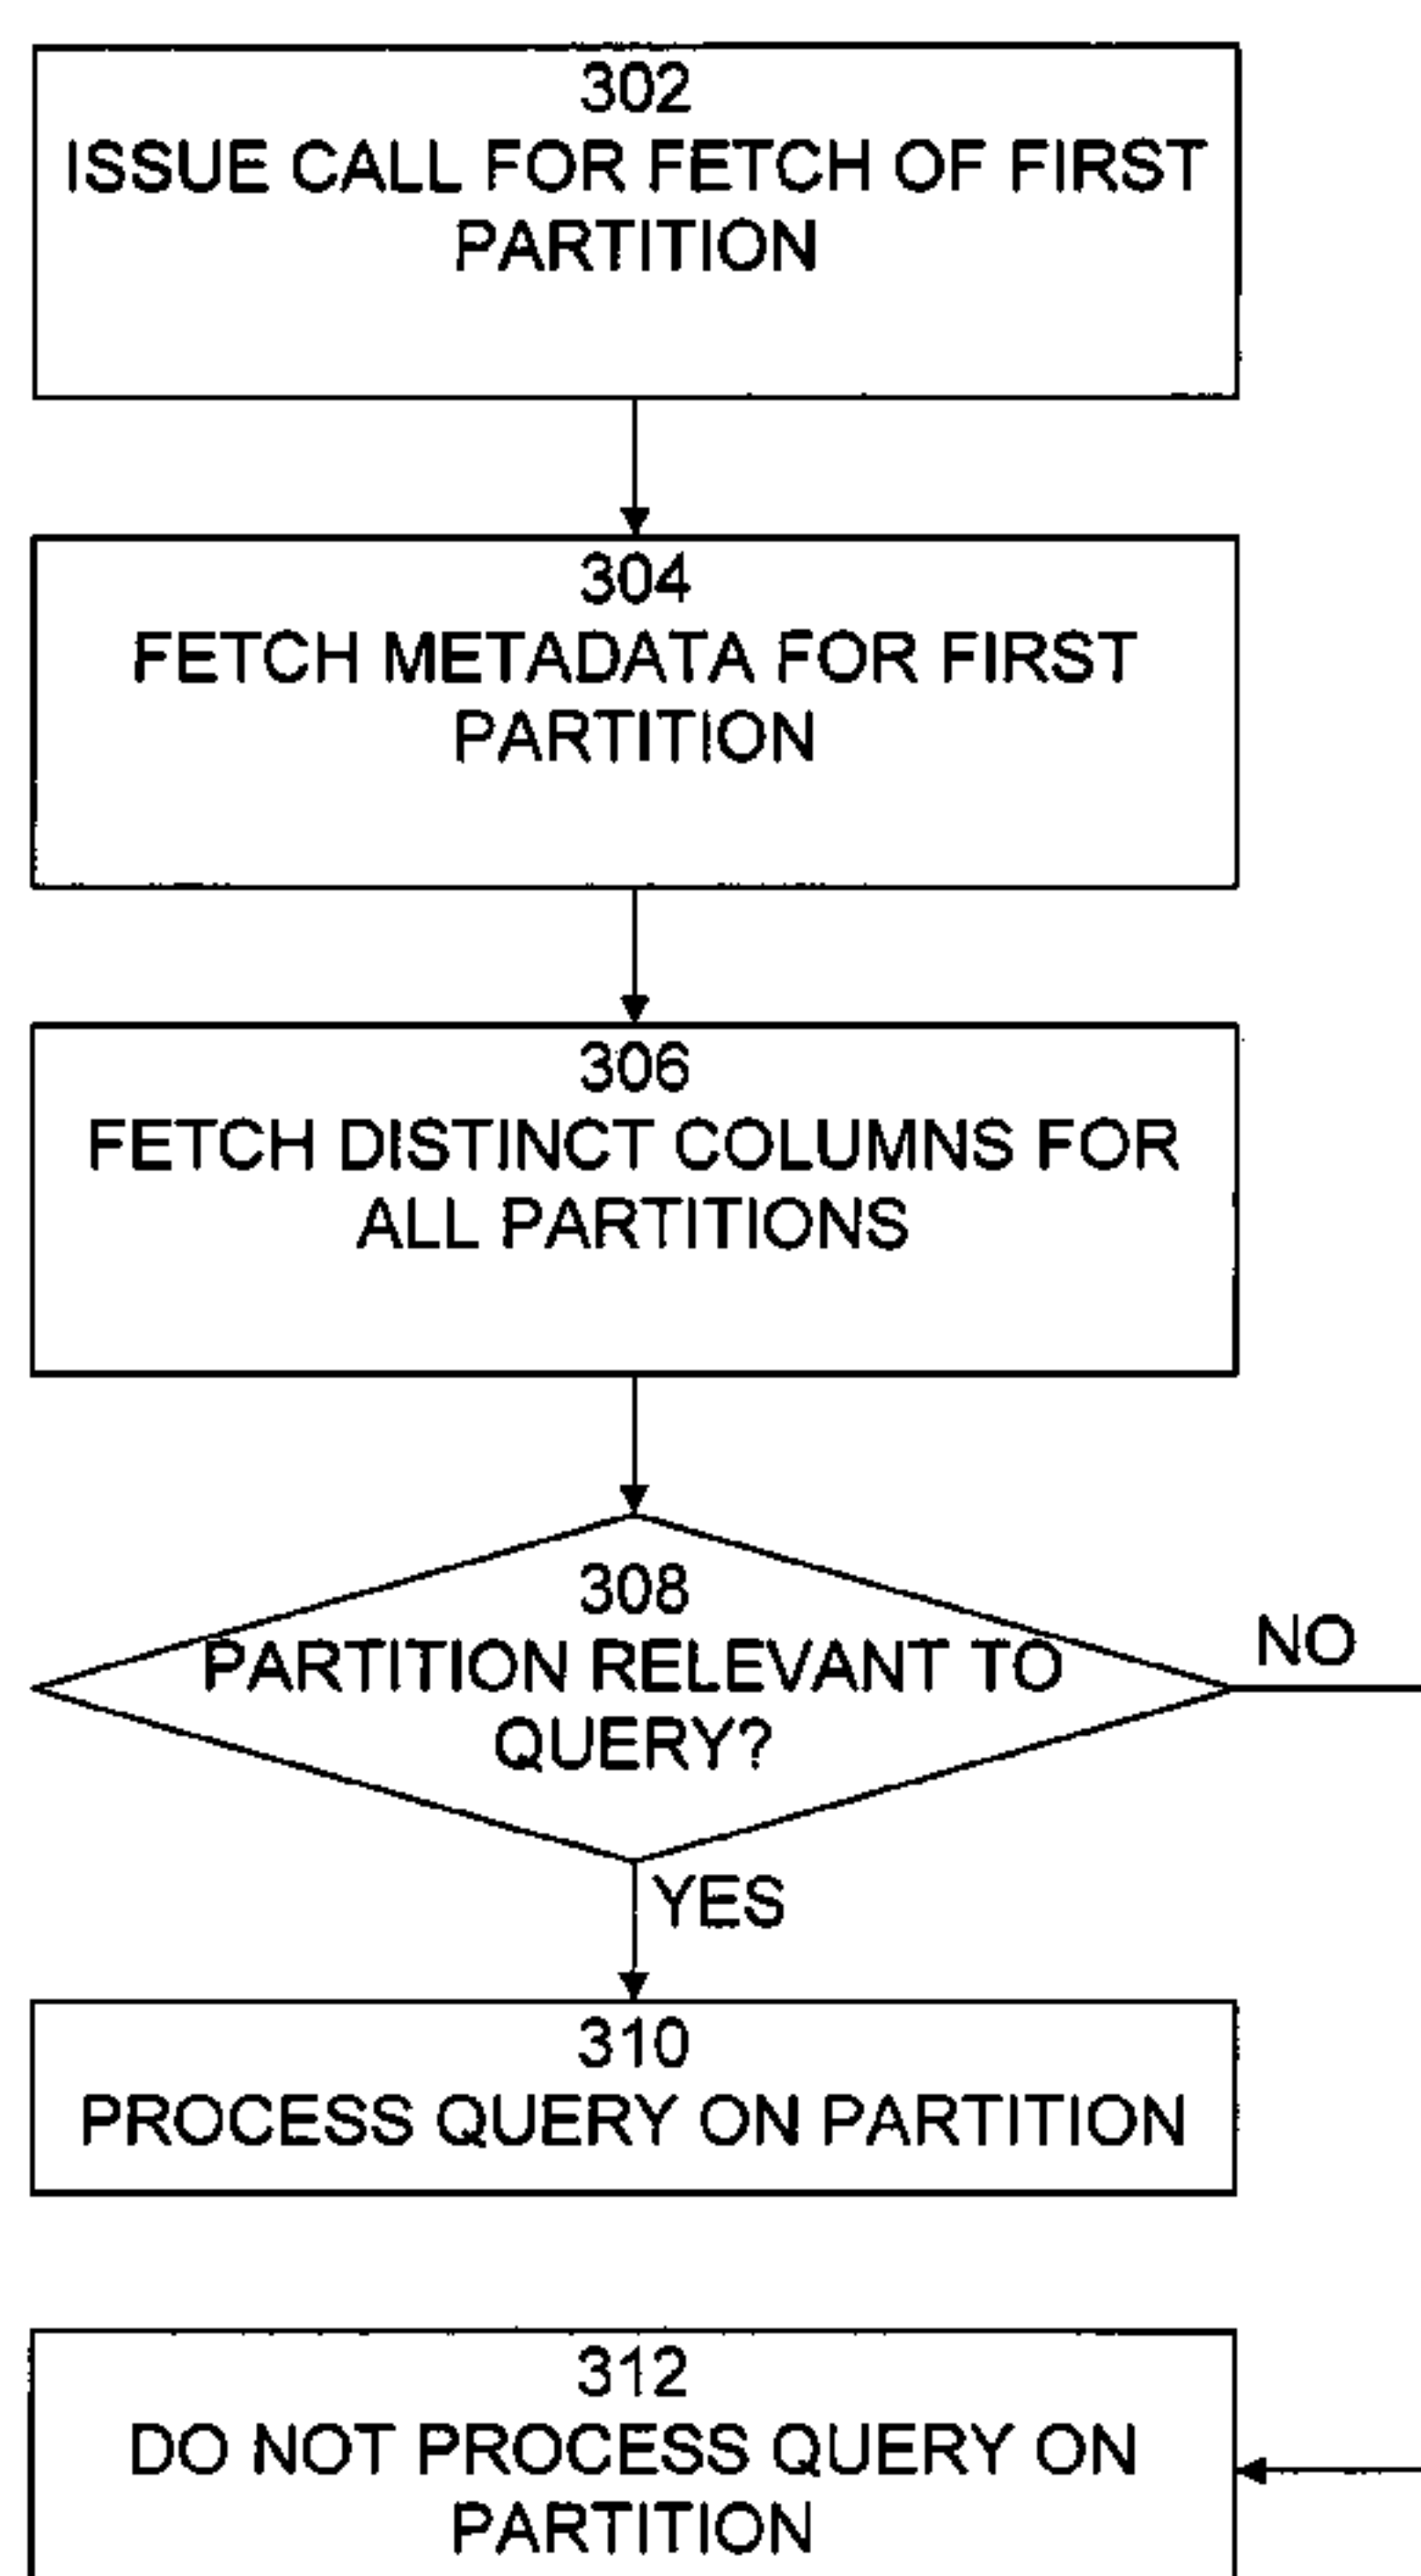 302
ISSUE CALL FOR FETCH OF FIRST
PARTITION
304
FETCH METADATA FOR FIRST
PARTITION
306
FETCH DISTINCT COLUMNS FOR
ALL PARTITIONS
308
PARTITION RELEVANT TO
QUERY?
NO
YES
310
PROCESS QUERY ON PARTITION
312
DO NOT PROCESS QUERY ON
PARTITION